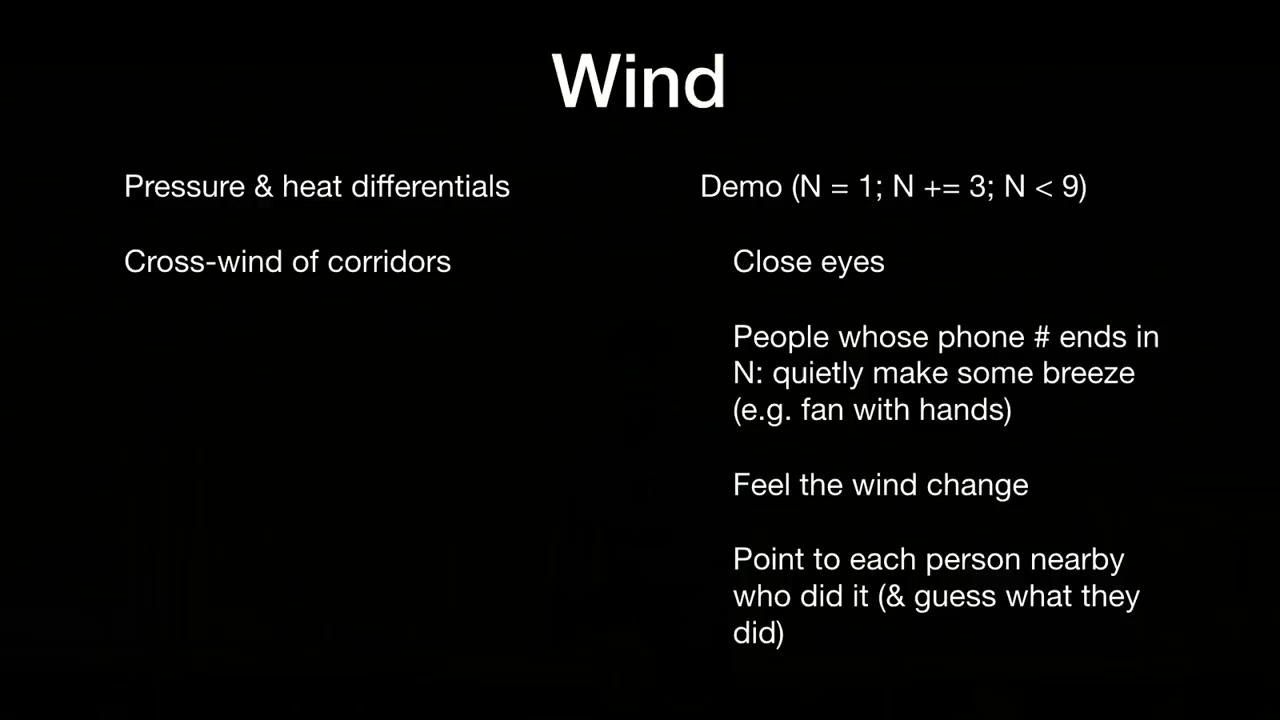 Wind
Pressure & heat differentials
Cross-wind of corridors
Demo (N = 1; N += 3; N < 9)
Close eyes
People whose phone # ends in
N: quietly make some breeze
(e.g. fan with hands)
Feel the wind change
Point to each person nearby
who did it (& guess what they
did)